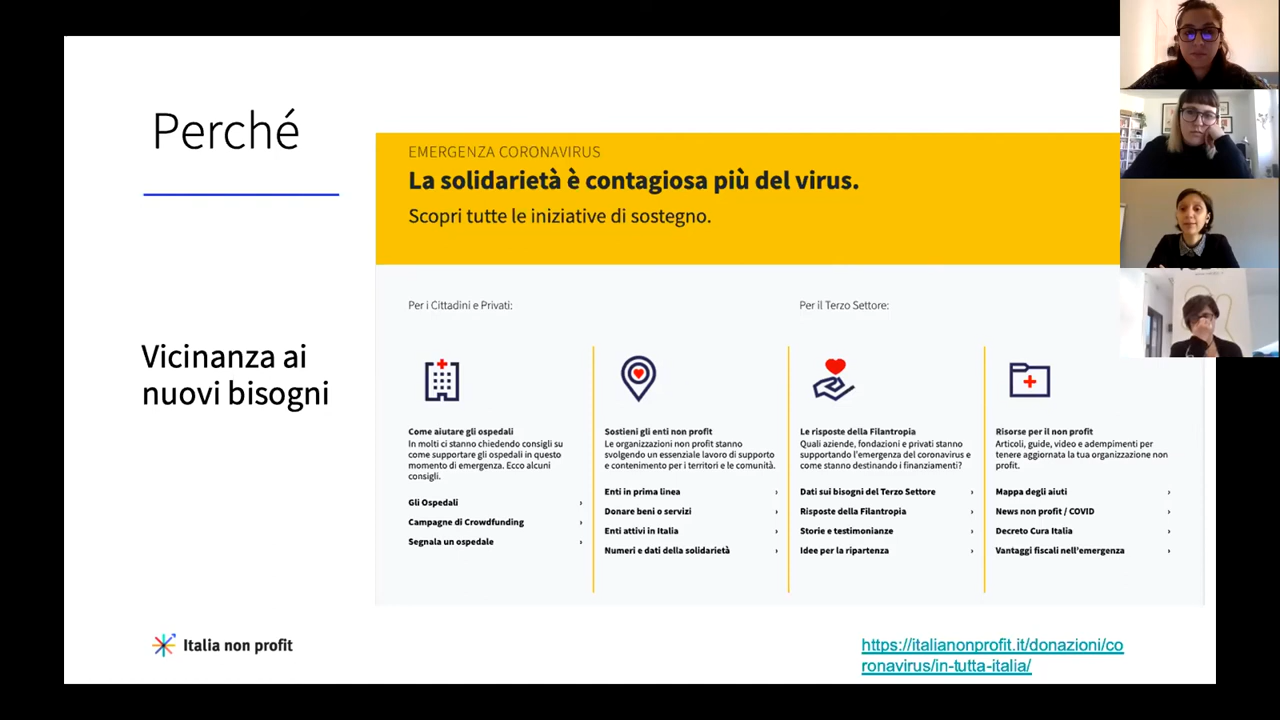 Perché
Vicinanza ai
nuovi bisogni
EMERGENZA CORONAVIRUS
La solidarietà è contagiosa più del virus.
Scopri tutte le iniziative di sostegno.
Per i Cittadini e Privati:
Per il Terzo Settore:
Come aiutare gli ospedali
In molti ci stanno chiedendo consigli su
come supportare gli ospedali in questo
momento di emergenza. Ecco alcuni
consigli.
Gli Ospedali ›
Campagne di Crowdfunding ›
Segnala un ospedale ›
Sostieni gli enti non profit
Le organizzazioni non profit stanno
svolgendo un essenziale lavoro di supporto
e contenimento per i territori e le comunità.
Enti in prima linea ›
Donare beni o servizi ›
Enti attivi in Italia ›
Numeri e dati della solidarietà ›
Le risposte della Filantropia
Quali aziende, fondazioni e privati stanno
supportando l'emergenza del coronavirus e
come stanno destinando i finanziamenti?
Dati sui bisogni del Terzo Settore ›
Risposte della Filantropia ›
Storie e testimonianze ›
Idee per la ripartenza ›
Risorse per il non profit
Articoli, guide, video e adempimenti per
tenere aggiornata la tua organizzazione non
profit.
Mappa degli aiuti ›
News non profit / COVID ›
Decreto Cura Italia ›
Vantaggi fiscali nell'emergenza ›
Italia non profit
https://italianonprofit.it/donazioni/co
ronavirus/in-tutta-italia/